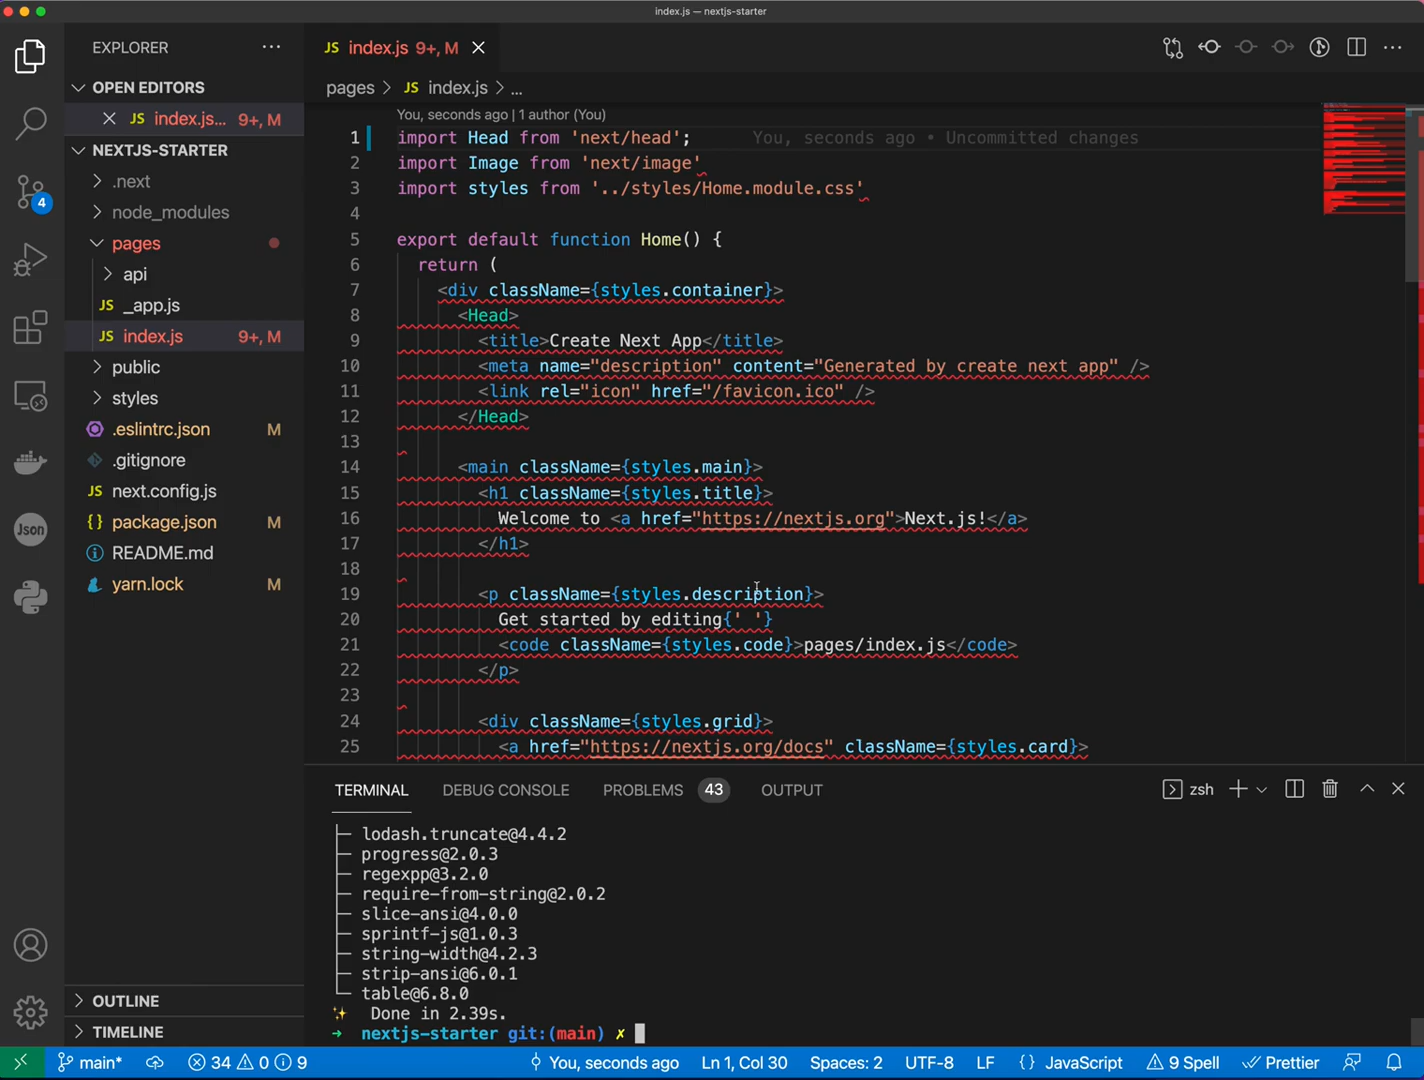 index.js — nextjs-starter
EXPLORER
OPEN EDITORS
JS index.js... 9+, M
NEXTJS-STARTER
.next
node_modules
pages
api
JS _app.js
JS index.js 9+, M
public
styles
.eslintrc.json M
.gitignore
JS next.config.js
{} package.json M
README.md
yarn.lock M
OUTLINE
TIMELINE
4
Json
JS index.js 9+, M
pages > JS index.js > ...
You, seconds ago | 1 author (You)
1 import Head from 'next/head'; You, seconds ago • Uncommitted changes
2 import Image from 'next/image'
3 import styles from '../styles/Home.module.css'
4
5 export default function Home() {
6 return (
7 <div className={styles.container}>
8 <Head>
9 <title>Create Next App</title>
10 <meta name="description" content="Generated by create next app" />
11 <link rel="icon" href="/favicon.ico" />
12 </Head>
13
14 <main className={styles.main}>
15 <h1 className={styles.title}>
16 Welcome to <a href="https://nextjs.org">Next.js!</a>
17 </h1>
18
19 <p className={styles.description}>
20 Get started by editing{' '}
21 <code className={styles.code}>pages/index.js</code>
22 </p>
23
24 <div className={styles.grid}>
25 <a href="https://nextjs.org/docs" className={styles.card}>
TERMINAL DEBUG CONSOLE PROBLEMS 43 OUTPUT zsh
├─ lodash.truncate@4.4.2
├─ progress@2.0.3
├─ regexpp@3.2.0
├─ require-from-string@2.0.2
├─ slice-ansi@4.0.0
├─ sprintf-js@1.0.3
├─ string-width@4.2.3
├─ strip-ansi@6.0.1
└─ table@6.8.0
✨ Done in 2.39s.
→ nextjs-starter git:(main) ✗
main* 34 0 9 You, seconds ago Ln 1, Col 30 Spaces: 2 UTF-8 LF {} JavaScript 9 Spell Prettier